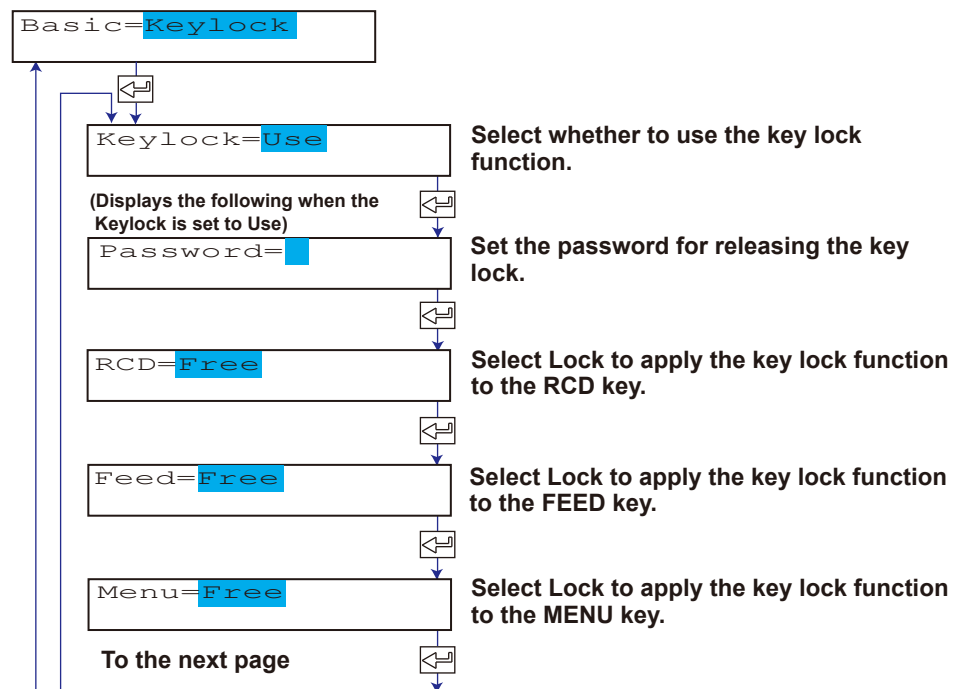 Basic=Keylock
Keylock=Use
Select whether to use the key lock
function.
(Displays the following when the
Keylock is set to Use)
Password=
Set the password for releasing the key
lock.
RCD=Free
Select Lock to apply the key lock function
to the RCD key.
Feed=Free
Select Lock to apply the key lock function
to the FEED key.
Menu=Free
Select Lock to apply the key lock function
to the MENU key.
To the next page